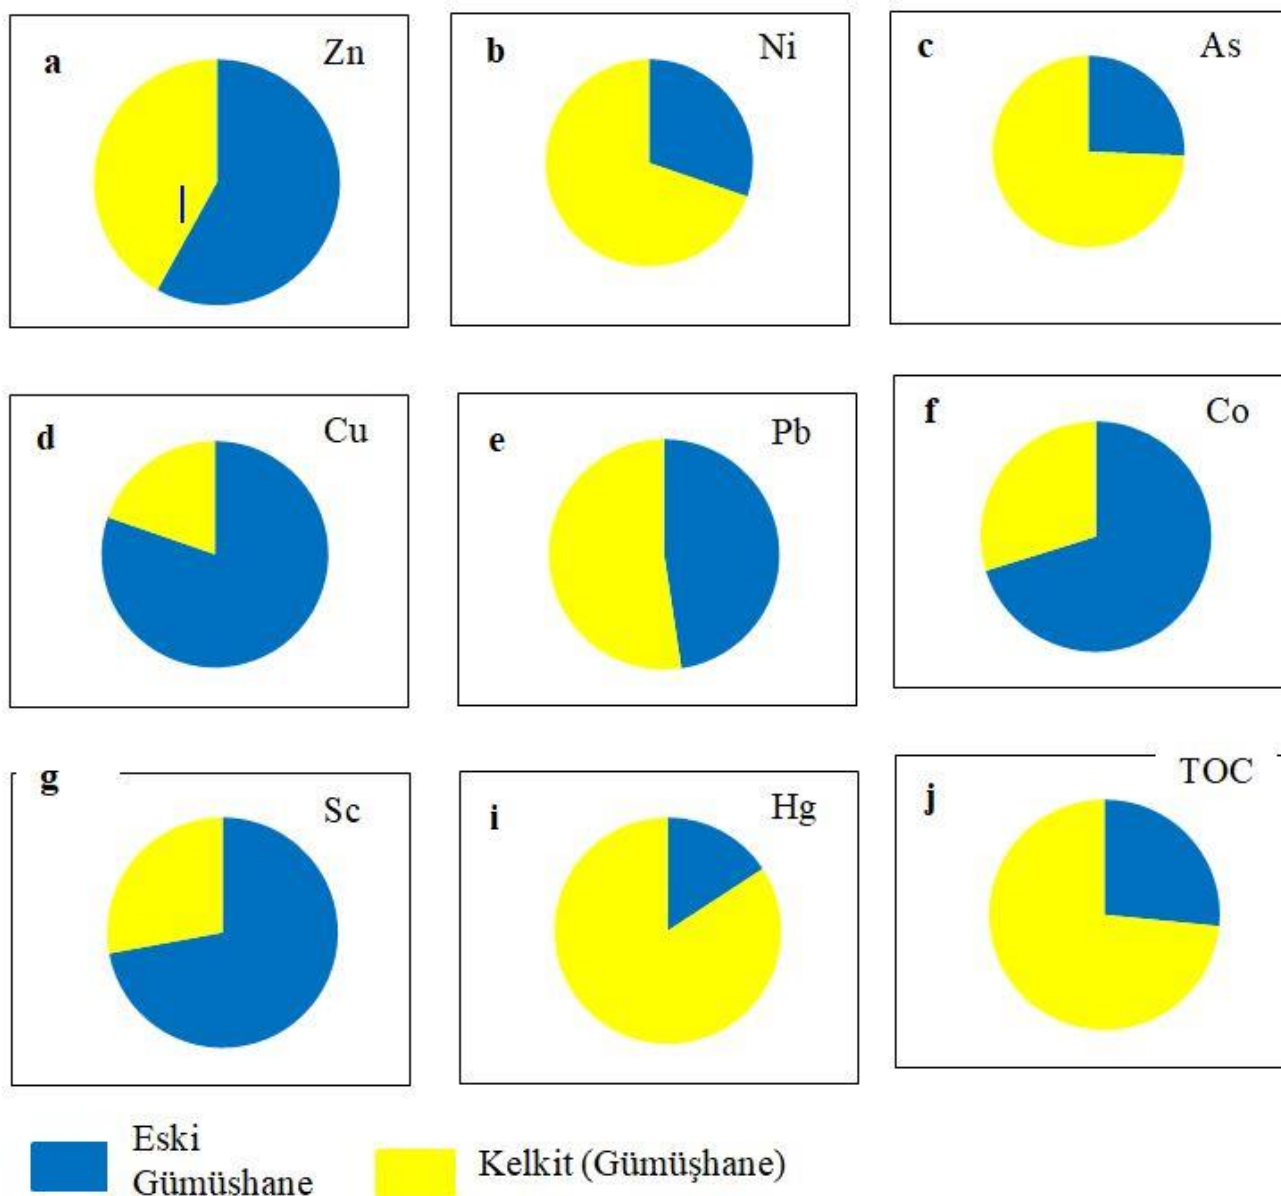 a Zn
b Ni
c As
d Cu
e Pb
f Co
g Sc
i Hg
j TOC
Eski
Gümüşhane
Kelkit (Gümüşhane)